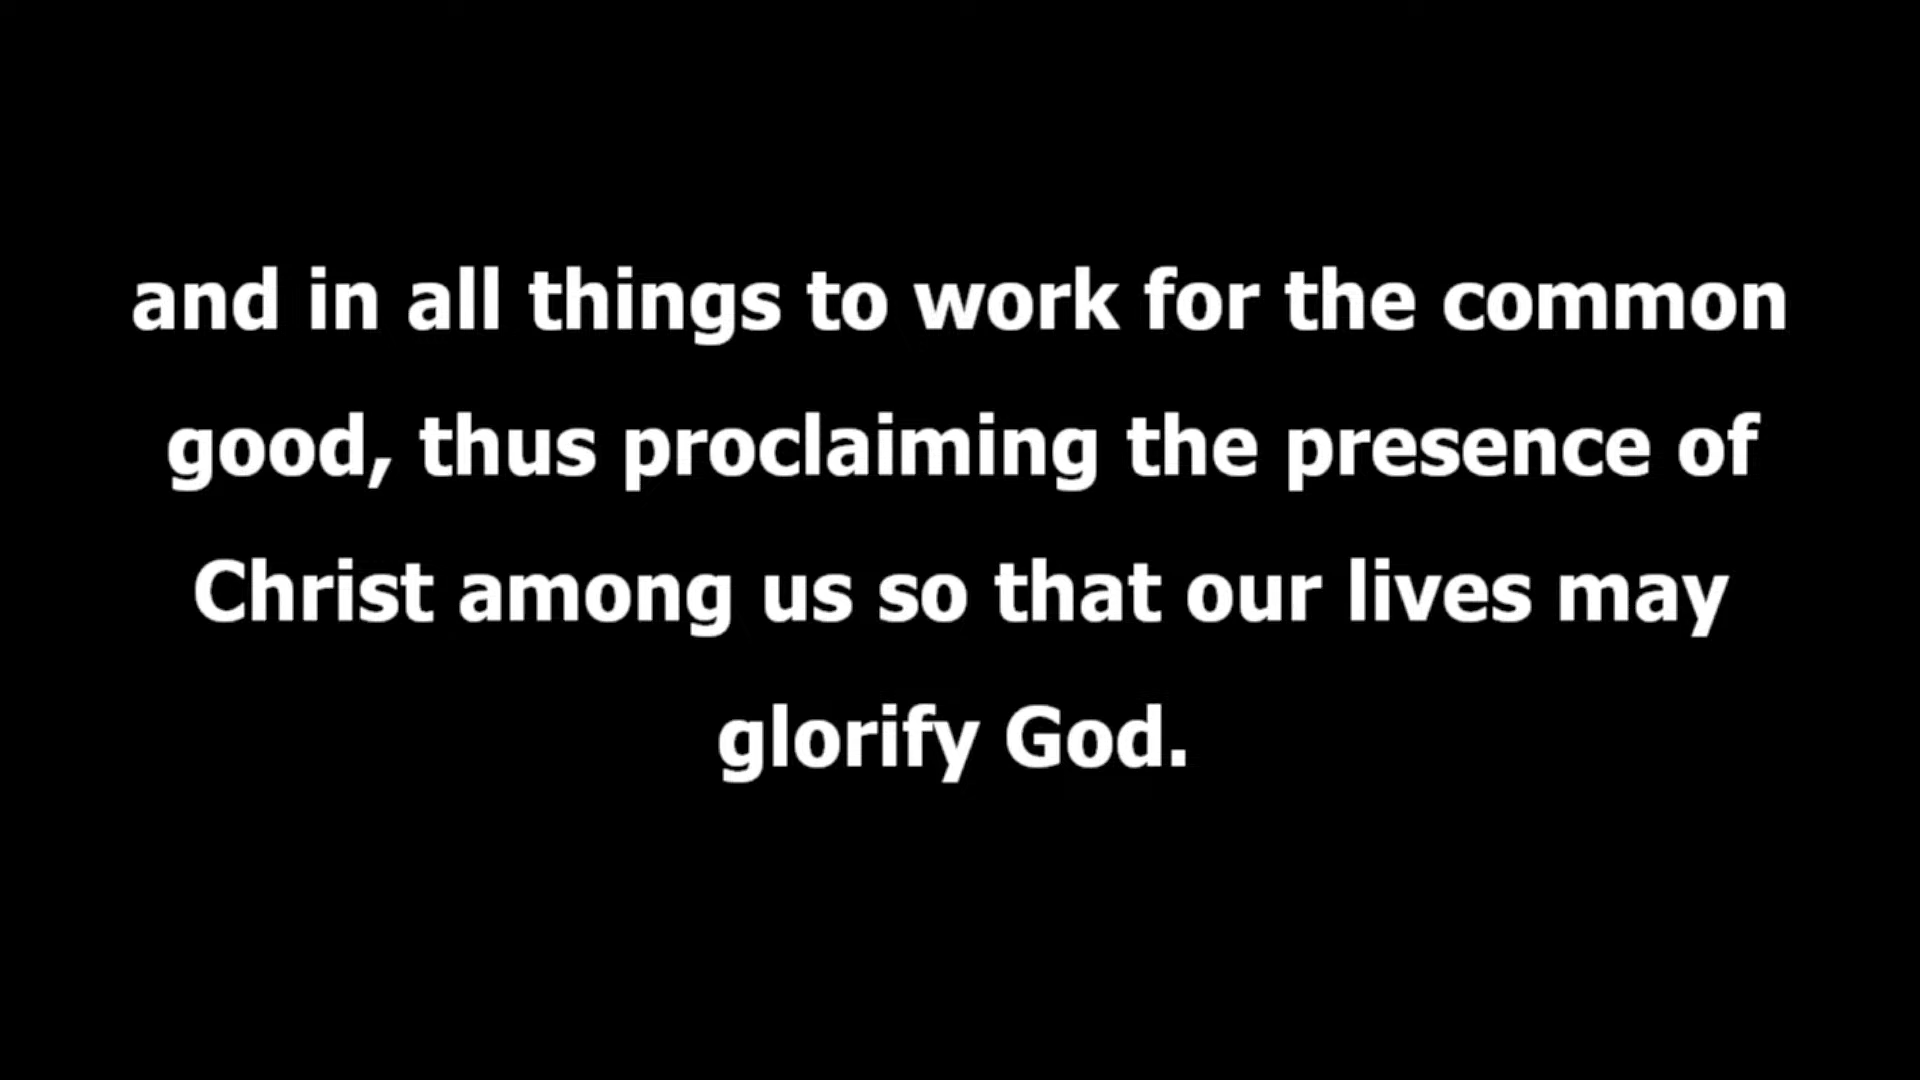 and in all things to work for the common
good, thus proclaiming the presence of
Christ among us so that our lives may
glorify God.